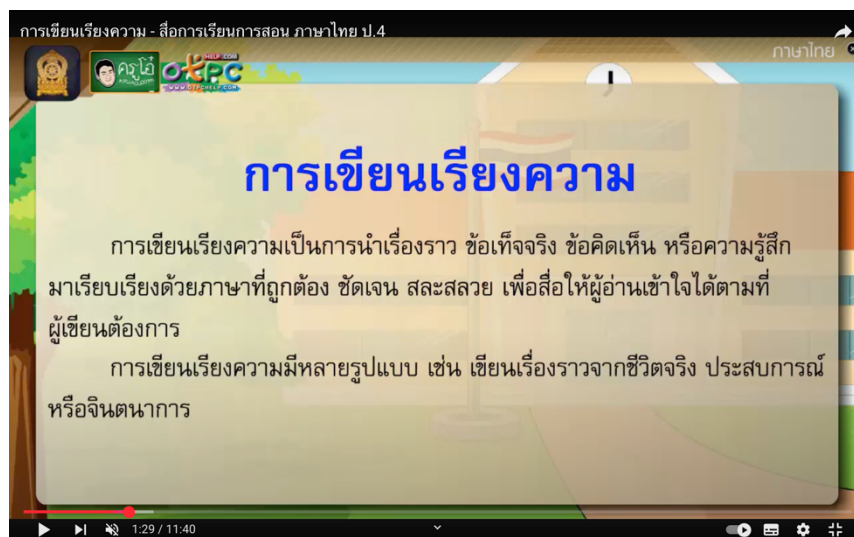 การเขียนเรียงความ - สื่อการเรียนการสอน ภาษาไทย ป.4
ภาษาไทย
ครูโอ๋
HELP.COM
OTPC
WWW.OTPCHELP.COM
การเขียนเรียงความ
การเขียนเรียงความเป็นการนำเรื่องราว ข้อเท็จจริง ข้อคิดเห็น หรือความรู้สึก
มาเรียบเรียงด้วยภาษาที่ถูกต้อง ชัดเจน สละสลวย เพื่อสื่อให้ผู้อ่านเข้าใจได้ตามที่
ผู้เขียนต้องการ
การเขียนเรียงความมีหลายรูปแบบ เช่น เขียนเรื่องราวจากชีวิตจริง ประสบการณ์
หรือจินตนาการ
1:29 / 11:40